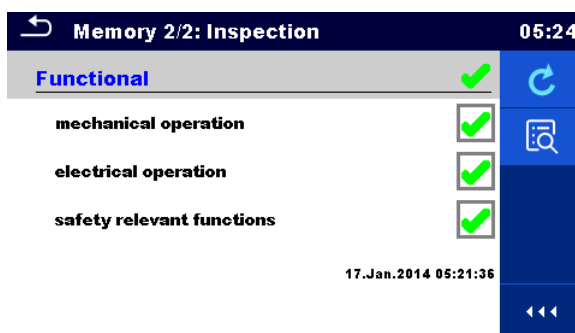 Memory 2/2: Inspection 05:24
Functional
mechanical operation
electrical operation
safety relevant functions
17.Jan.2014 05:21:36